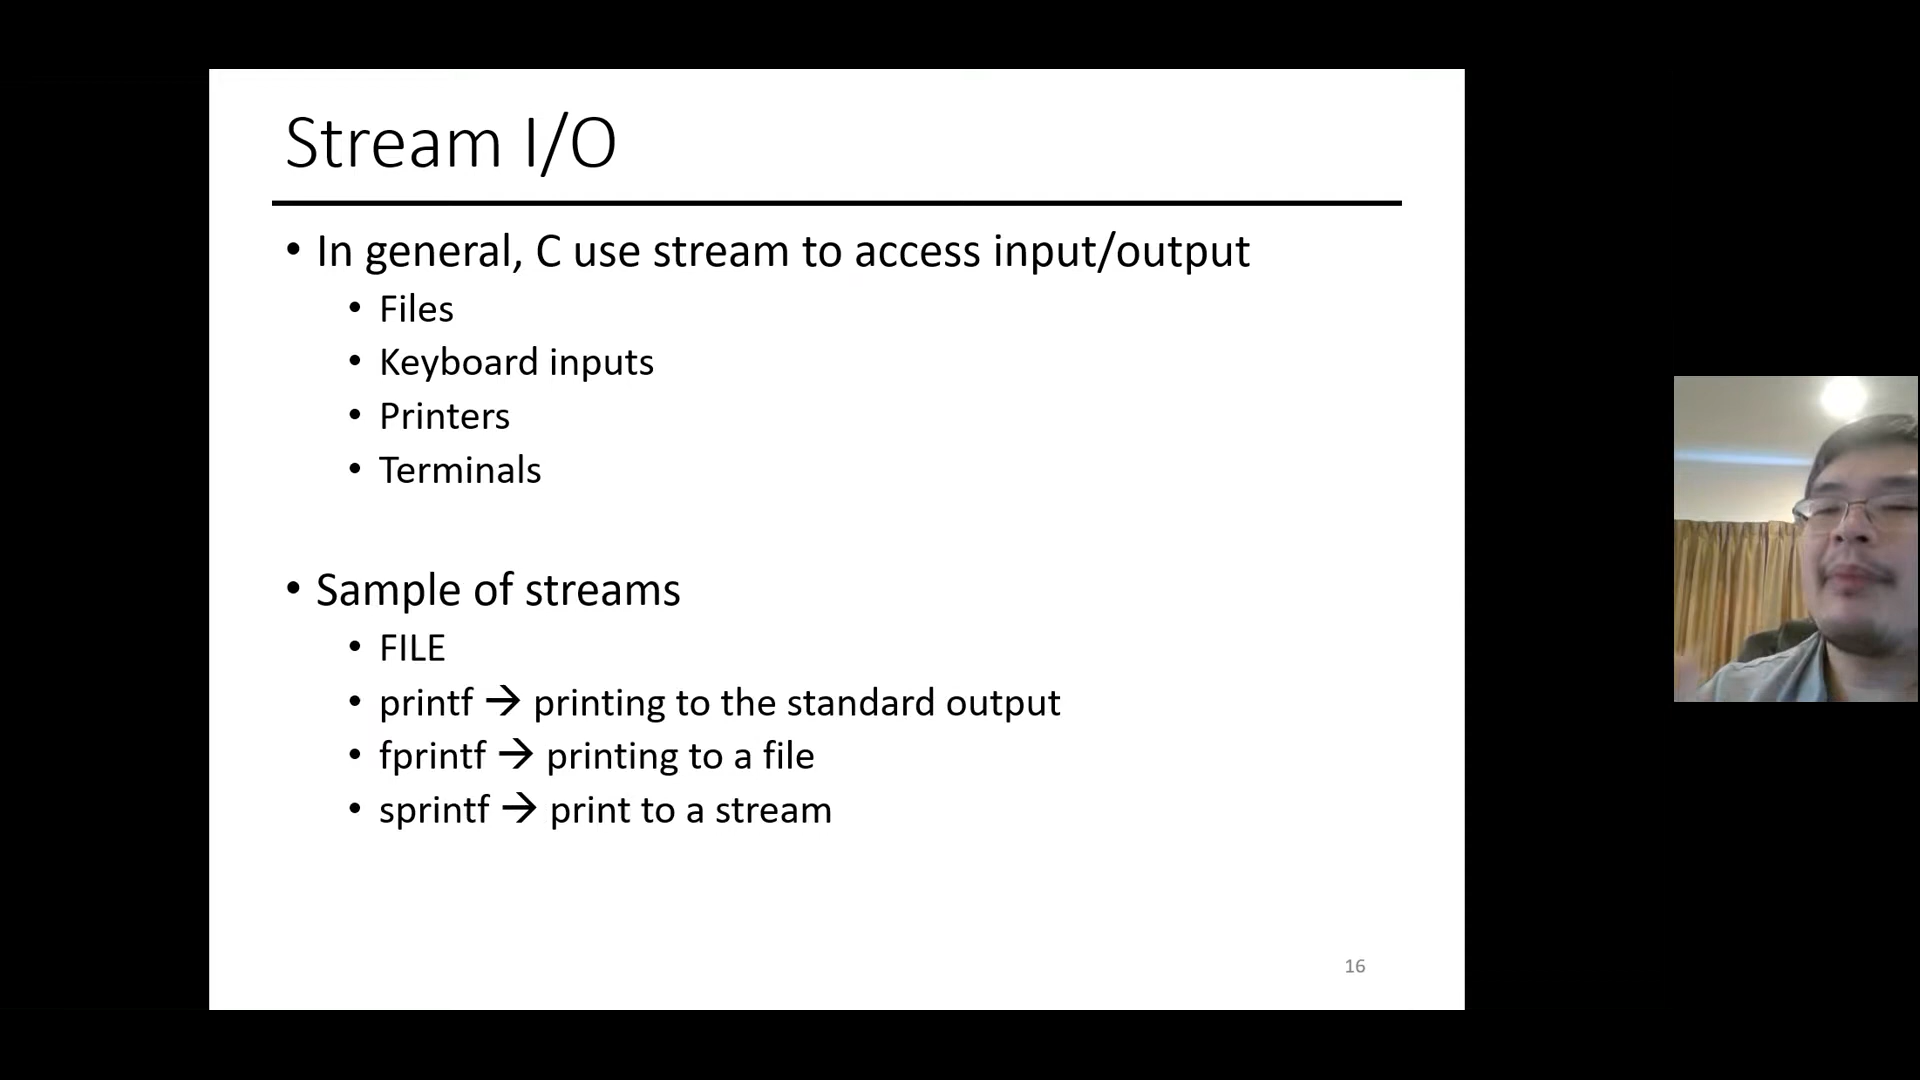 Stream I/O
• In general, C use stream to access input/output
• Files
• Keyboard inputs
• Printers
• Terminals
• Sample of streams
• FILE
• printf → printing to the standard output
• fprintf → printing to a file
• sprintf → print to a stream
16